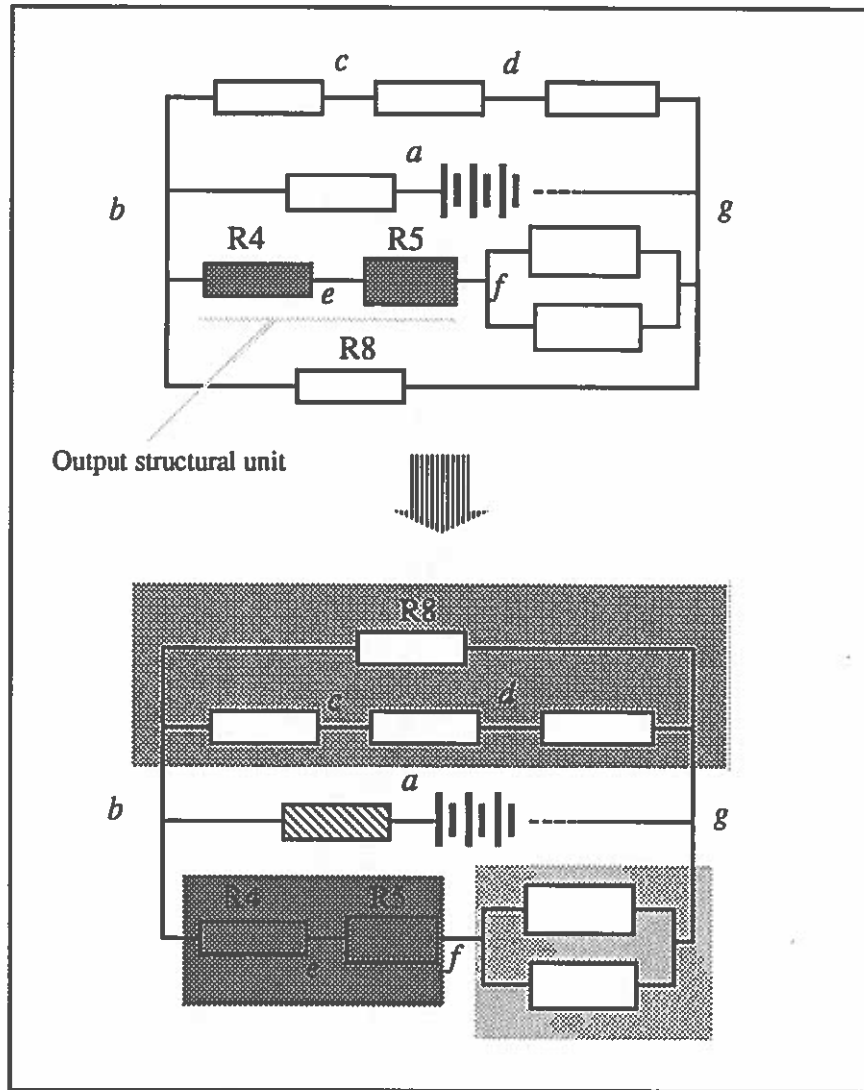 c d
a
b g
R4 R5
e f
R8
Output structural unit
R8
c d
a
b g
R4 R5
e f